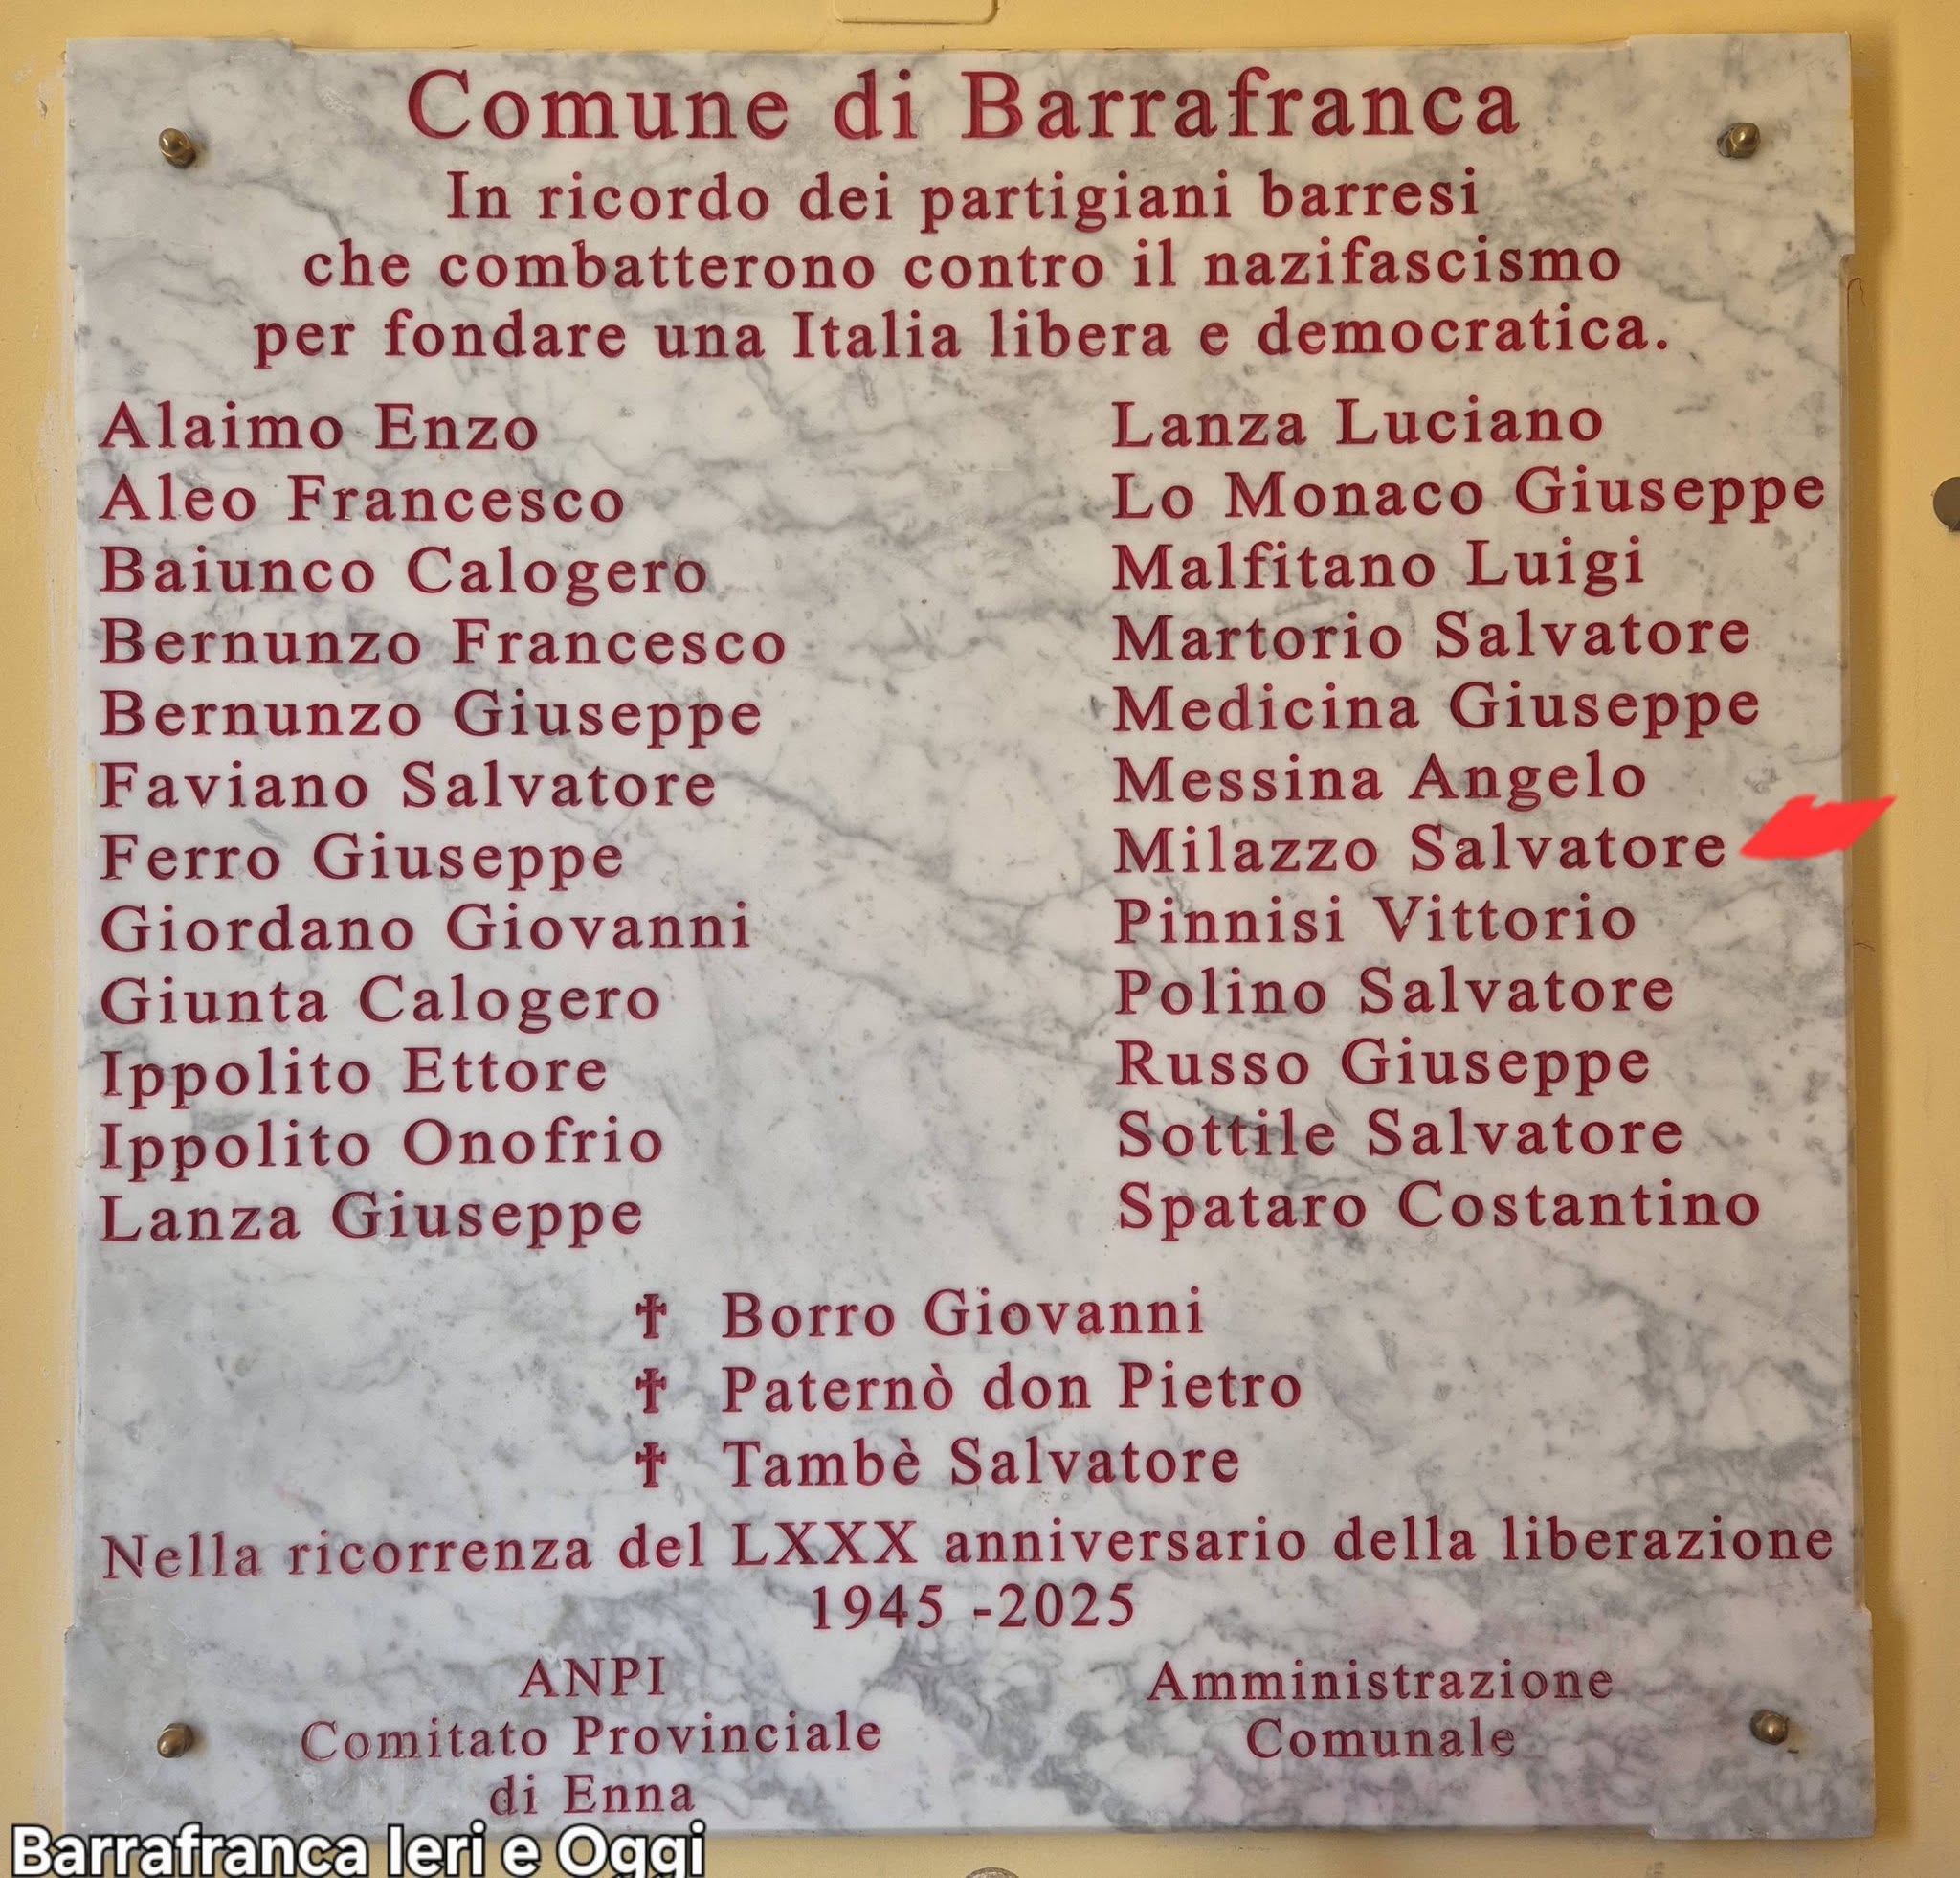 Comune di Barrafranca
In ricordo dei partigiani barresi
che combatterono contro il nazifascismo
per fondare una Italia libera e democratica.
Alaimo Enzo
Aleo Francesco
Baiunco Calogero
Bernunzo Francesco
Bernunzo Giuseppe
Faviano Salvatore
Ferro Giuseppe
Giordano Giovanni
Giunta Calogero
Ippolito Ettore
Ippolito Onofrio
Lanza Giuseppe
Lanza Luciano
Lo Monaco Giuseppe
Malfitano Luigi
Martorio Salvatore
Medicina Giuseppe
Messina Angelo
Milazzo Salvatore
Pinnisi Vittorio
Polino Salvatore
Russo Giuseppe
Sottile Salvatore
Spataro Costantino
✝ Borro Giovanni
✝ Paternò don Pietro
✝ Tambè Salvatore
Nella ricorrenza del LXXX anniversario della liberazione
1945 -2025
ANPI
Comitato Provinciale
di Enna
Amministrazione
Comunale
Barrafranca Ieri e Oggi